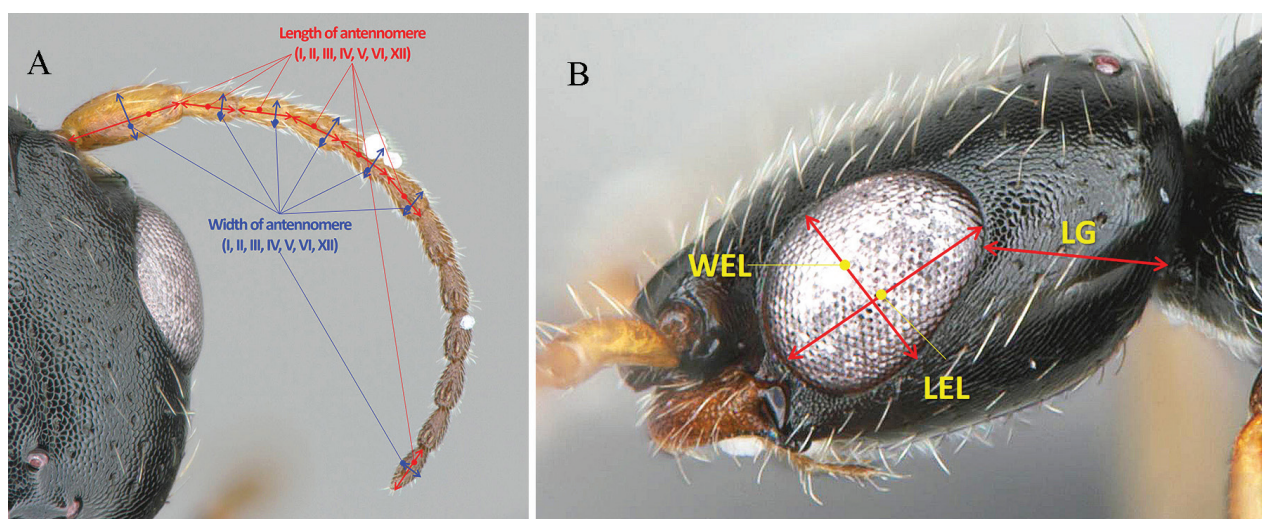 A
Length of antennomere
(I, II, III, IV, V, VI, XII)
Width of antennomere
(I, II, III, IV, V, VI, XII)
B
WEL
LG
LEL